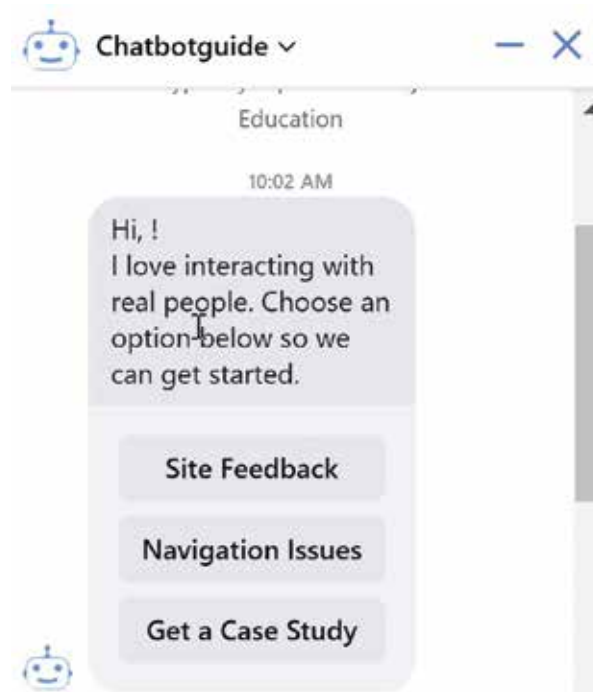 Chatbotguide
Education
10:02 AM
Hi, !
I love interacting with
real people. Choose an
option below so we
can get started.
Site Feedback
Navigation Issues
Get a Case Study